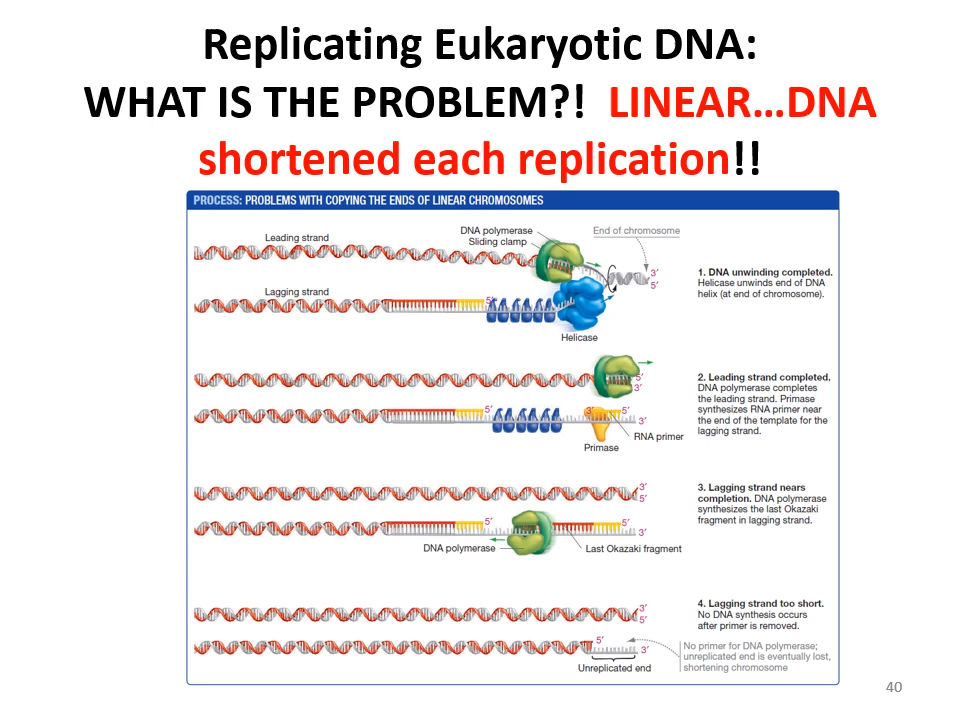 Replicating Eukaryotic DNA:
WHAT IS THE PROBLEM?! LINEAR...DNA
shortened each replication!!
PROCESS: PROBLEMS WITH COPYING THE ENDS OF LINEAR CHROMOSOMES
Leading strand
DNA polymerase
Sliding clamp
End of chromosome
3′
5′
1. DNA unwinding completed.
Helicase unwinds end of DNA
helix (at end of chromosome).
Lagging strand
5′
Helicase
5′
3′
2. Leading strand completed.
DNA polymerase completes
the leading strand. Primase
synthesizes RNA primer near
the end of the template for the
lagging strand.
5′
3′
5′
3′
RNA primer
Primase
3′
5′
3. Lagging strand nears
completion. DNA polymerase
synthesizes the last Okazaki
fragment in lagging strand.
5′
5′
3′
DNA polymerase
Last Okazaki fragment
3′
5′
4. Lagging strand too short.
No DNA synthesis occurs
after primer is removed.
5′
3′
No primer for DNA polymerase;
unreplicated end is eventually lost,
shortening chromosome
Unreplicated end
40